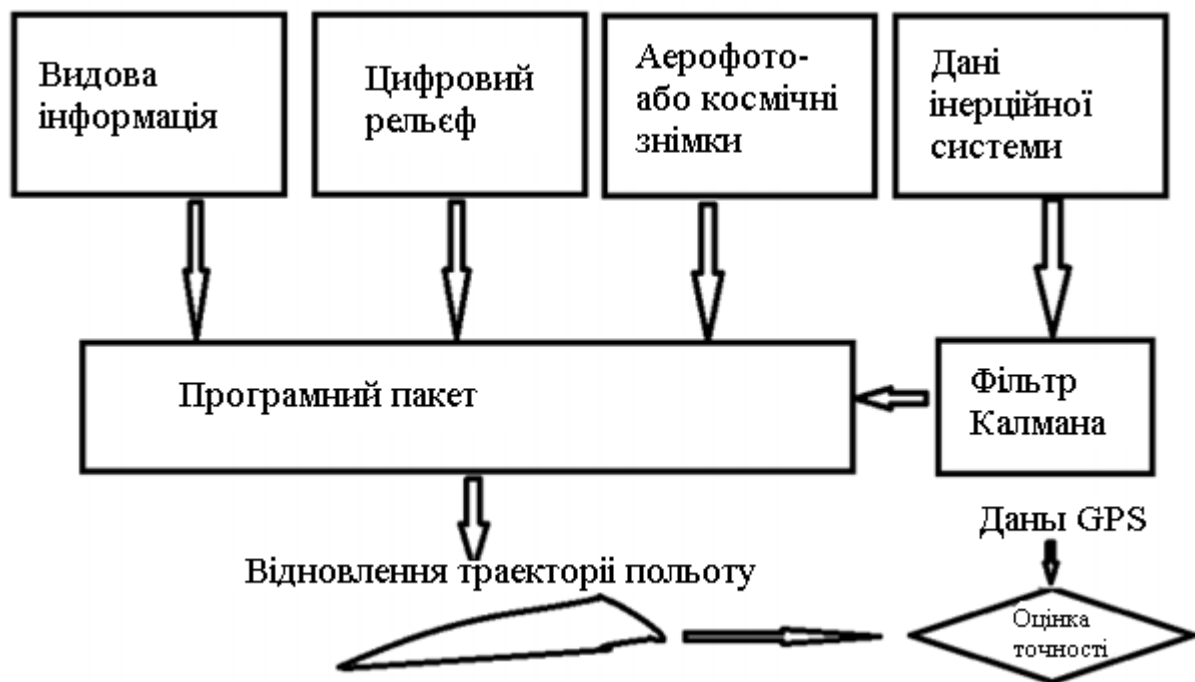 Видова
інформація
Цифровий
рельєф
Аерофото-
або космічні
знімки
Дані
інерційної
системи
Програмний пакет
Фільтр
Калмана
Даны GPS
Відновлення траекторіі польоту
Оцінка
точності